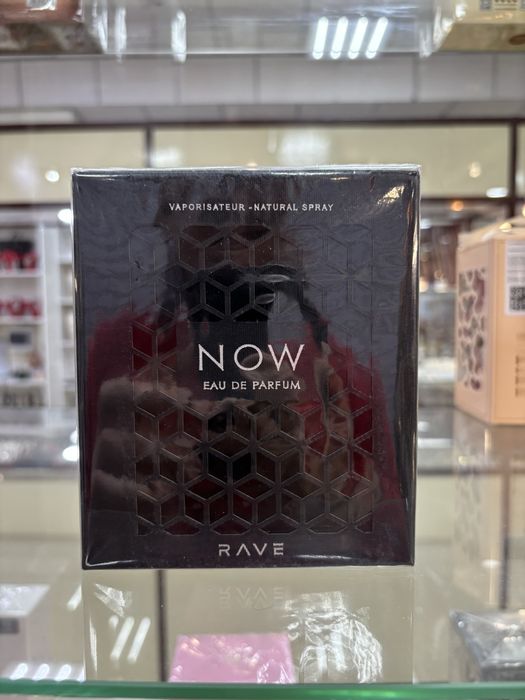 VAPORISATEUR - NATURAL SPRAY
NOW
EAU DE PARFUM
RAVE